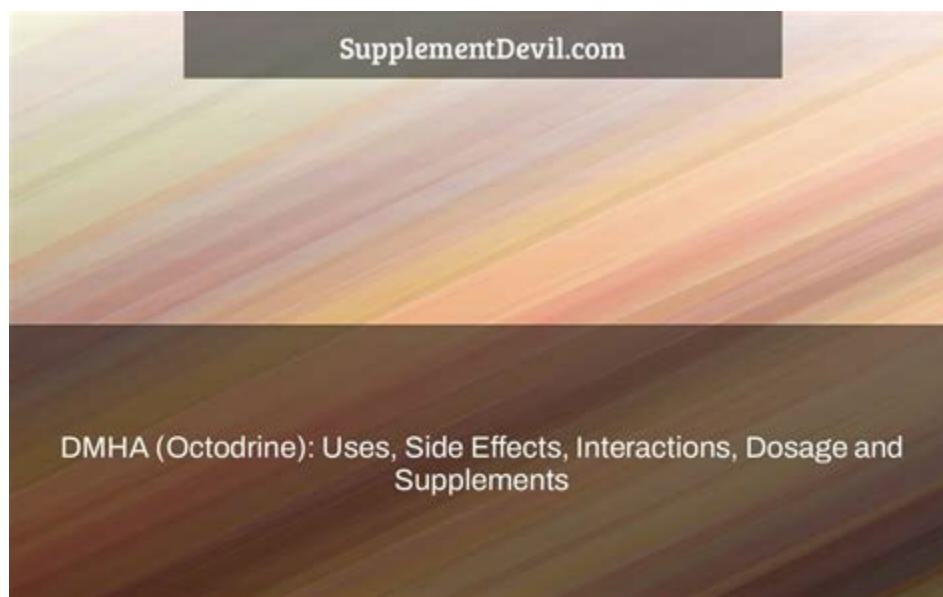 SupplementDevil.com
DMHA (Octodrine): Uses, Side Effects, Interactions, Dosage and
Supplements